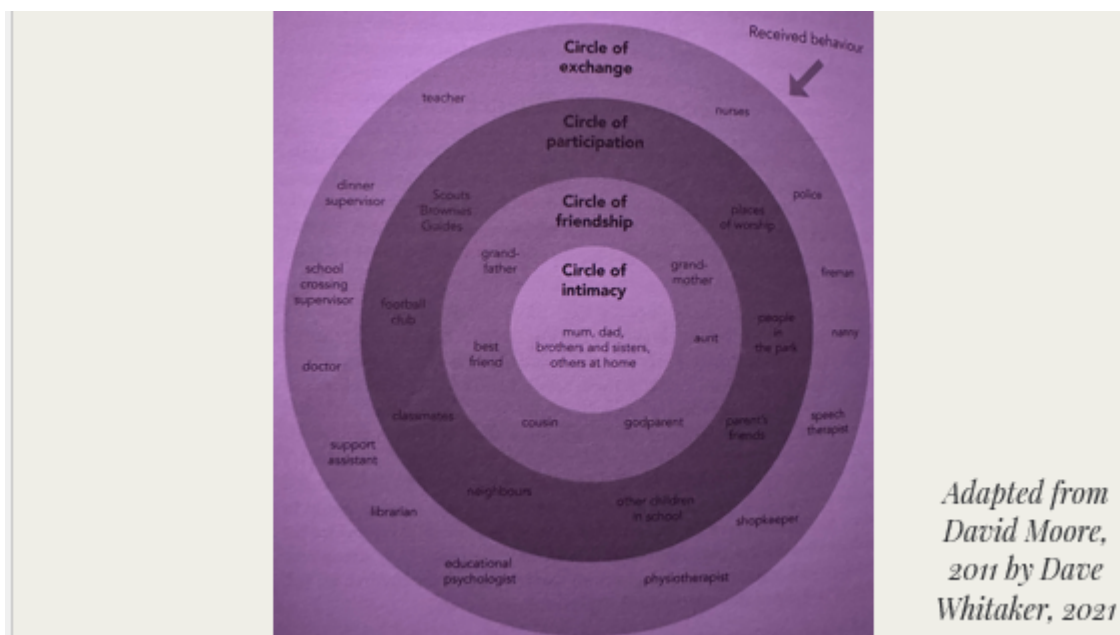 Received behaviour
Circle of
exchange
teacher
nurses
Circle of
participation
dinner
supervisor
Scouts
Brownies
Guides
places
of worship
police
Circle of
friendship
grand-
father
grand-
mother
school
crossing
supervisor
fireman
football
club
Circle of
intimacy
mum, dad,
brothers and sisters,
others at home
best
friend
aunt
people
in
the park
nanny
doctor
classmates
cousin
godparent
parent's
friends
speech
therapist
support
assistant
neighbours
other children
in school
librarian
shopkeeper
educational
psychologist
physiotherapist
Adapted from
David Moore,
2011 by Dave
Whitaker, 2021